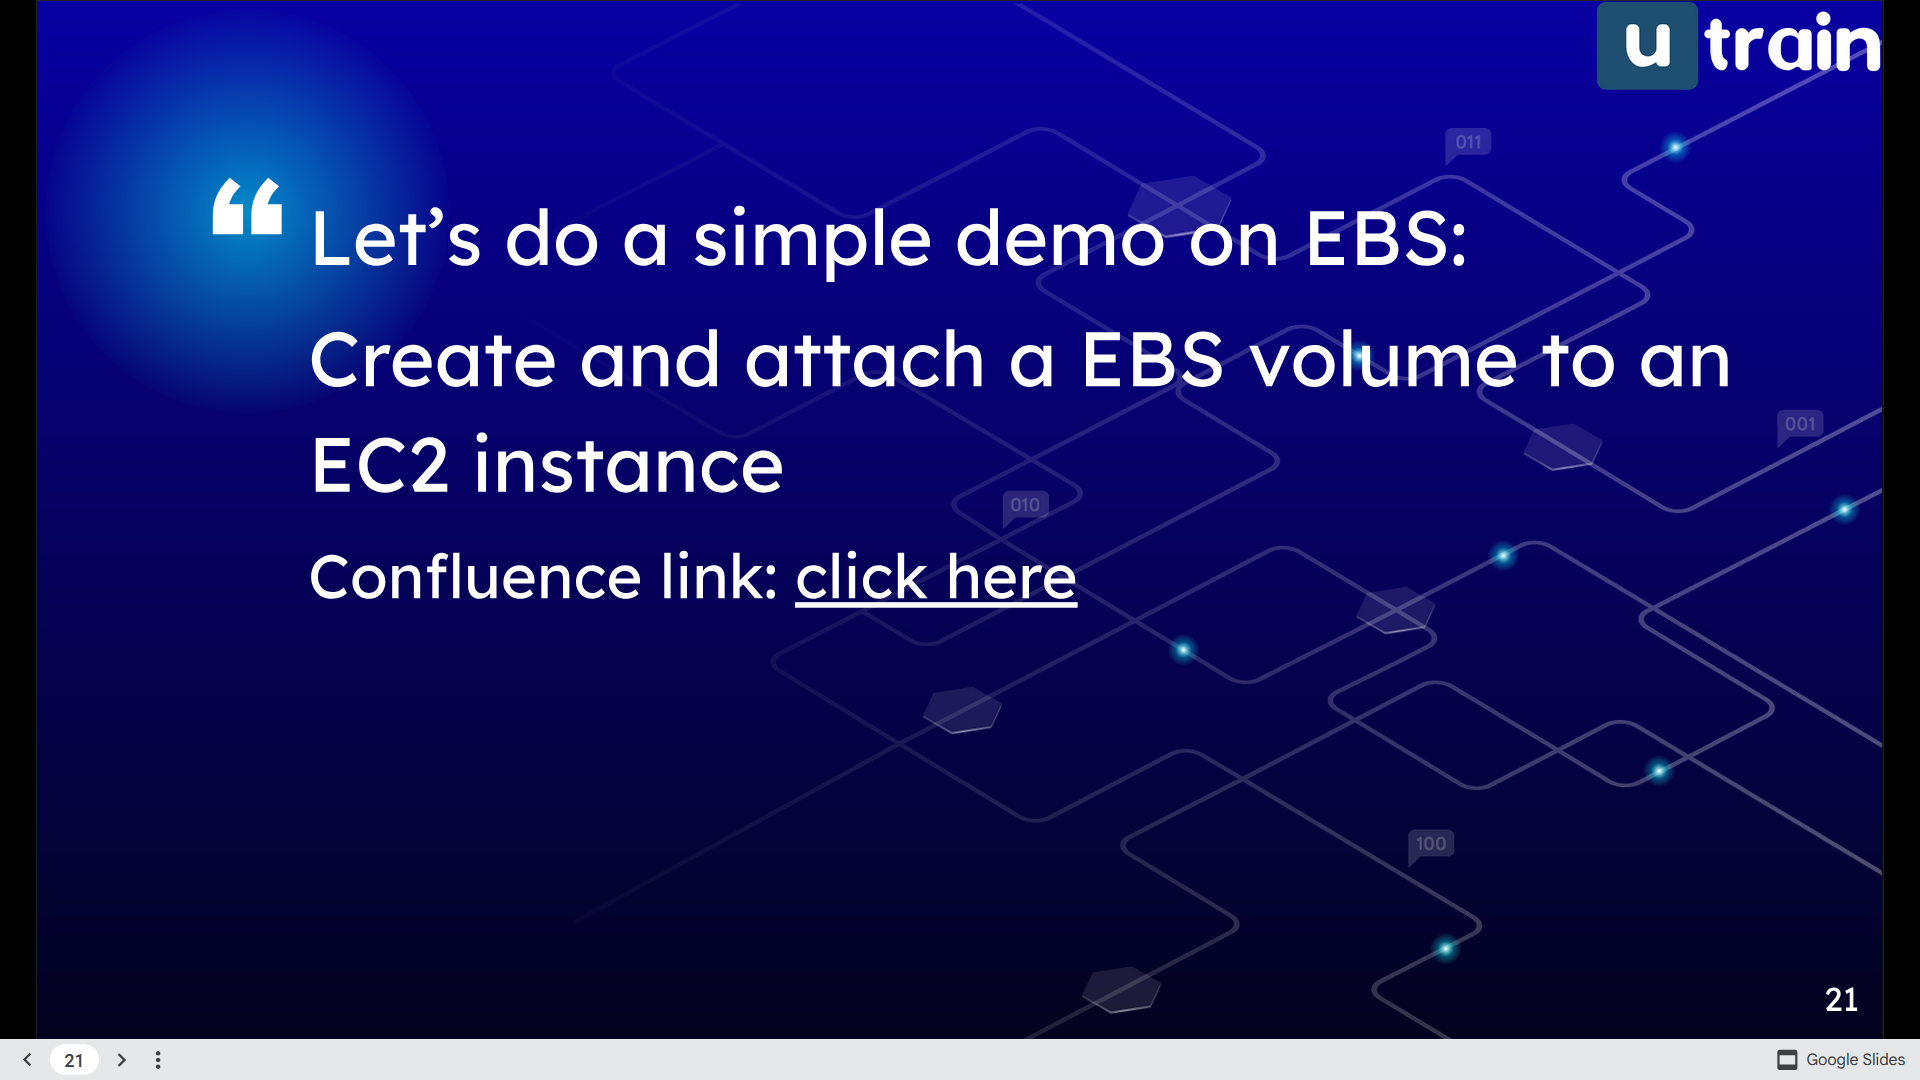 u train
011
“ Let’s do a simple demo on EBS:
Create and attach a EBS volume to an
001
EC2 instance
010
Confluence link: click here
100
21
21
Google Slides